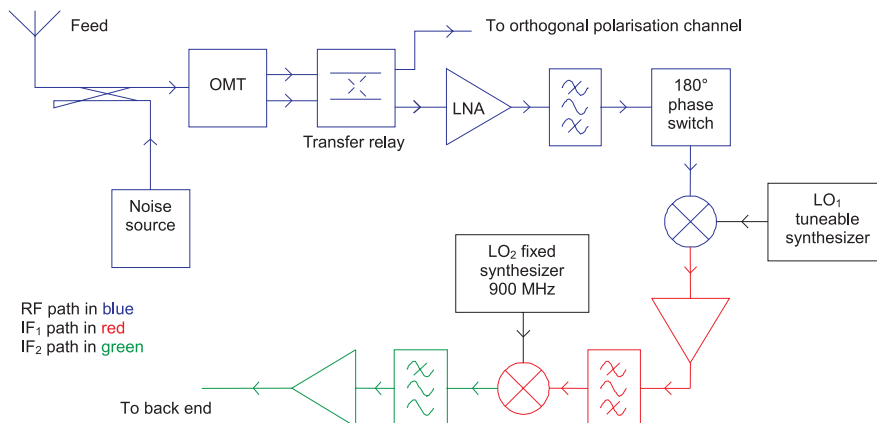 Feed
To orthogonal polarisation channel
OMT
LNA
180°
phase
switch
Transfer relay
Noise
source
LO₁
tuneable
synthesizer
LO₂ fixed
synthesizer
900 MHz
RF path in blue
IF₁ path in red
IF₂ path in green
To back end